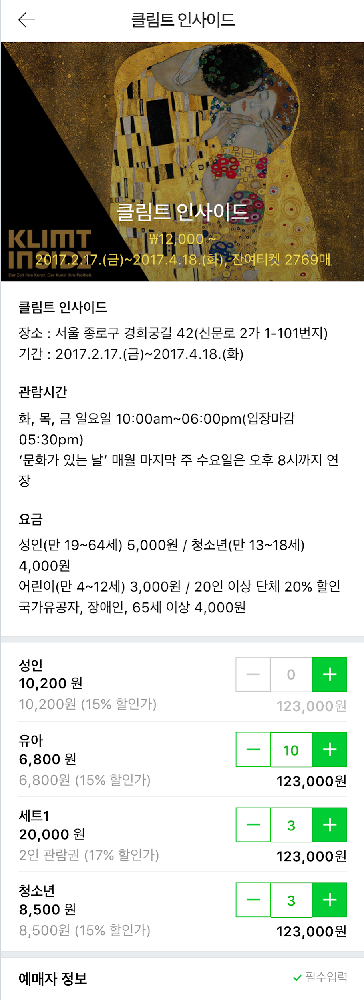 클림트 인사이드
클림트 인사이드
₩12,000 ~
2017.2.17.(금)~2017.4.18.(화), 잔여티켓 2769매
KLIMT
INSIDE
Der Zeit ihre Kunst. Der Kunst ihre Freiheit.
클림트 인사이드
장소 : 서울 종로구 경희궁길 42(신문로 2가 1-101번지)
기간 : 2017.2.17.(금)~2017.4.18.(화)
관람시간
화, 목, 금 일요일 10:00am~06:00pm(입장마감
05:30pm)
‘문화가 있는 날’ 매월 마지막 주 수요일은 오후 8시까지 연
장
요금
성인(만 19~64세) 5,000원 / 청소년(만 13~18세)
4,000원
어린이(만 4~12세) 3,000원 / 20인 이상 단체 20% 할인
국가유공자, 장애인, 65세 이상 4,000원
성인
10,200 원
0
10,200원 (15% 할인가)
123,000원
유아
6,800 원
10
6,800원 (15% 할인가)
123,000원
세트1
20,000 원
3
2인 관람권 (17% 할인가)
123,000원
청소년
8,500 원
3
8,500원 (15% 할인가)
123,000원
예매자 정보
필수입력